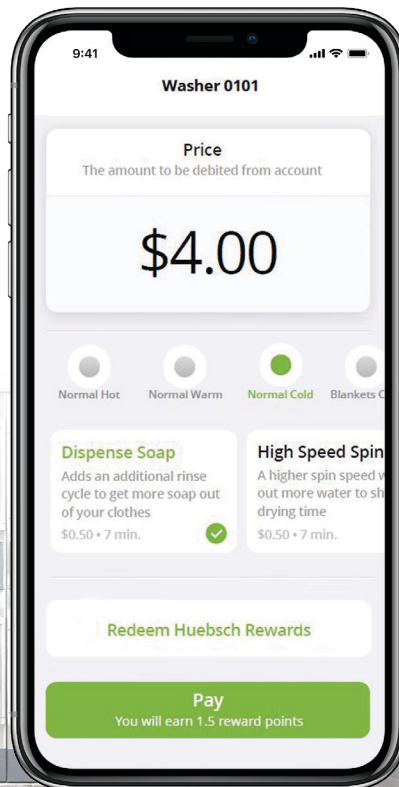 9:41
Washer 0101
Price
The amount to be debited from account
$4.00
Normal Hot
Normal Warm
Normal Cold
Blankets C
Dispense Soap
Adds an additional rinse
cycle to get more soap out
of your clothes
$0.50 • 7 min.
High Speed Spin
A higher spin speed w
out more water to sh
drying time
$0.50 • 7 min.
Redeem Huebsch Rewards
Pay
You will earn 1.5 reward points